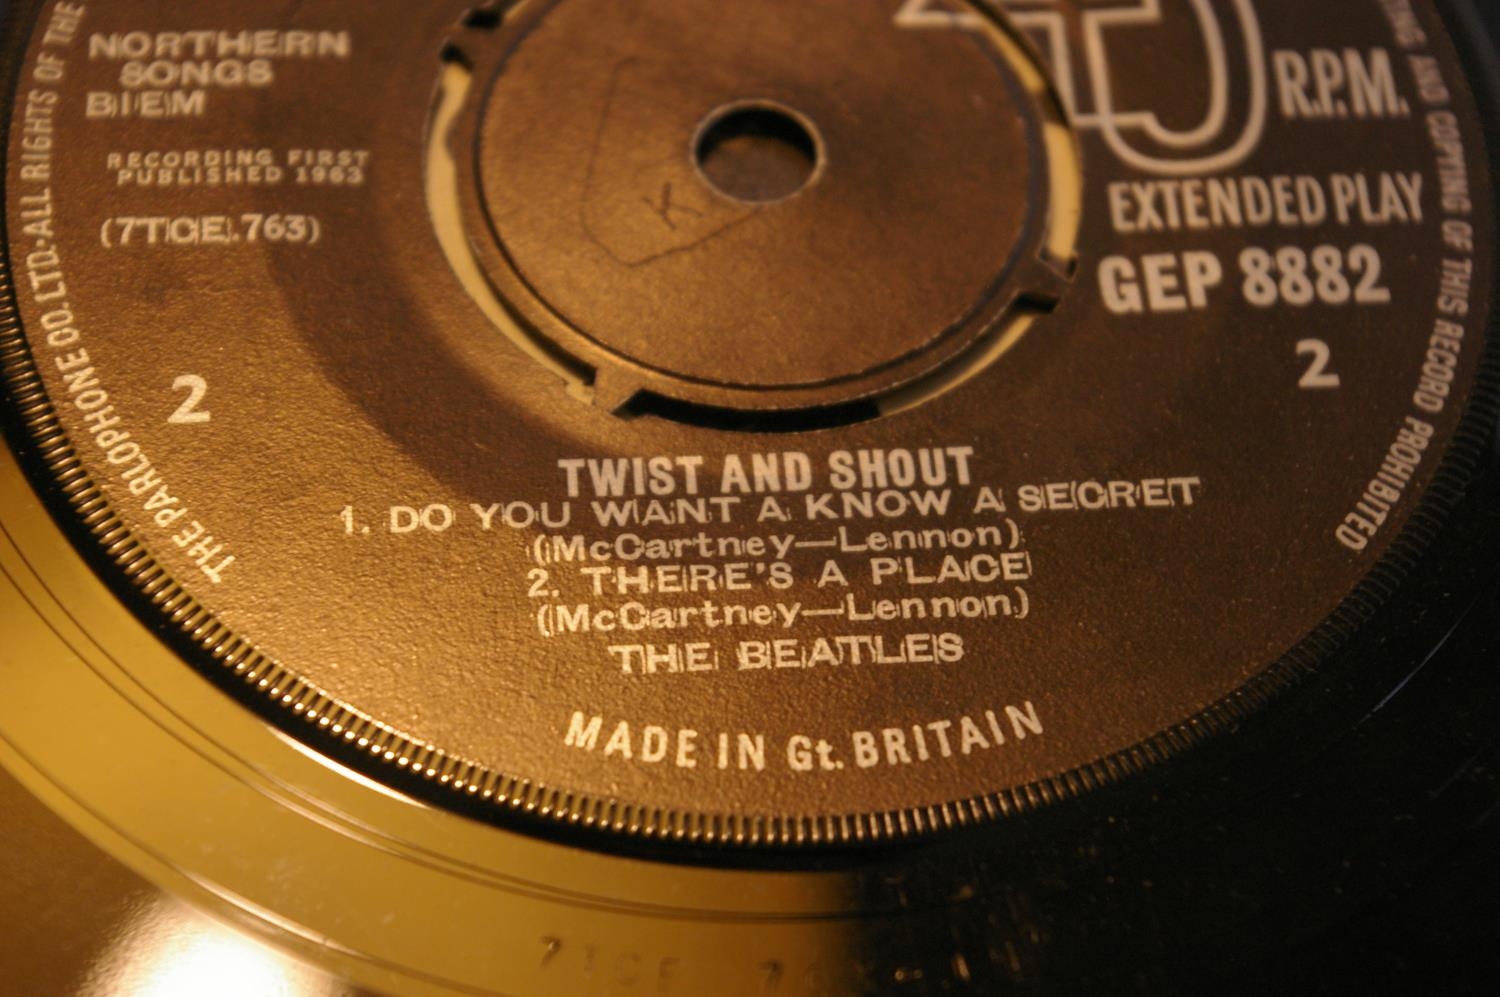 NORTHERN
SONGS
BIEM
RECORDING FIRST
PUBLISHED 1963
(7TCE.763)
2
45
R.P.M.
EXTENDED PLAY
GEP 8882
2
K
TWIST AND SHOUT
1. DO YOU WANT A KNOW A SECRET
(McCartney—Lennon)
2. THERE'S A PLACE
(McCartney—Lennon)
THE BEATLES
MADE IN Gt. BRITAIN
THE PARLOPHONE CO. LTD·ALL RIGHTS OF THE
AND COPYING OF THIS RECORD PROHIBITED
7TCE